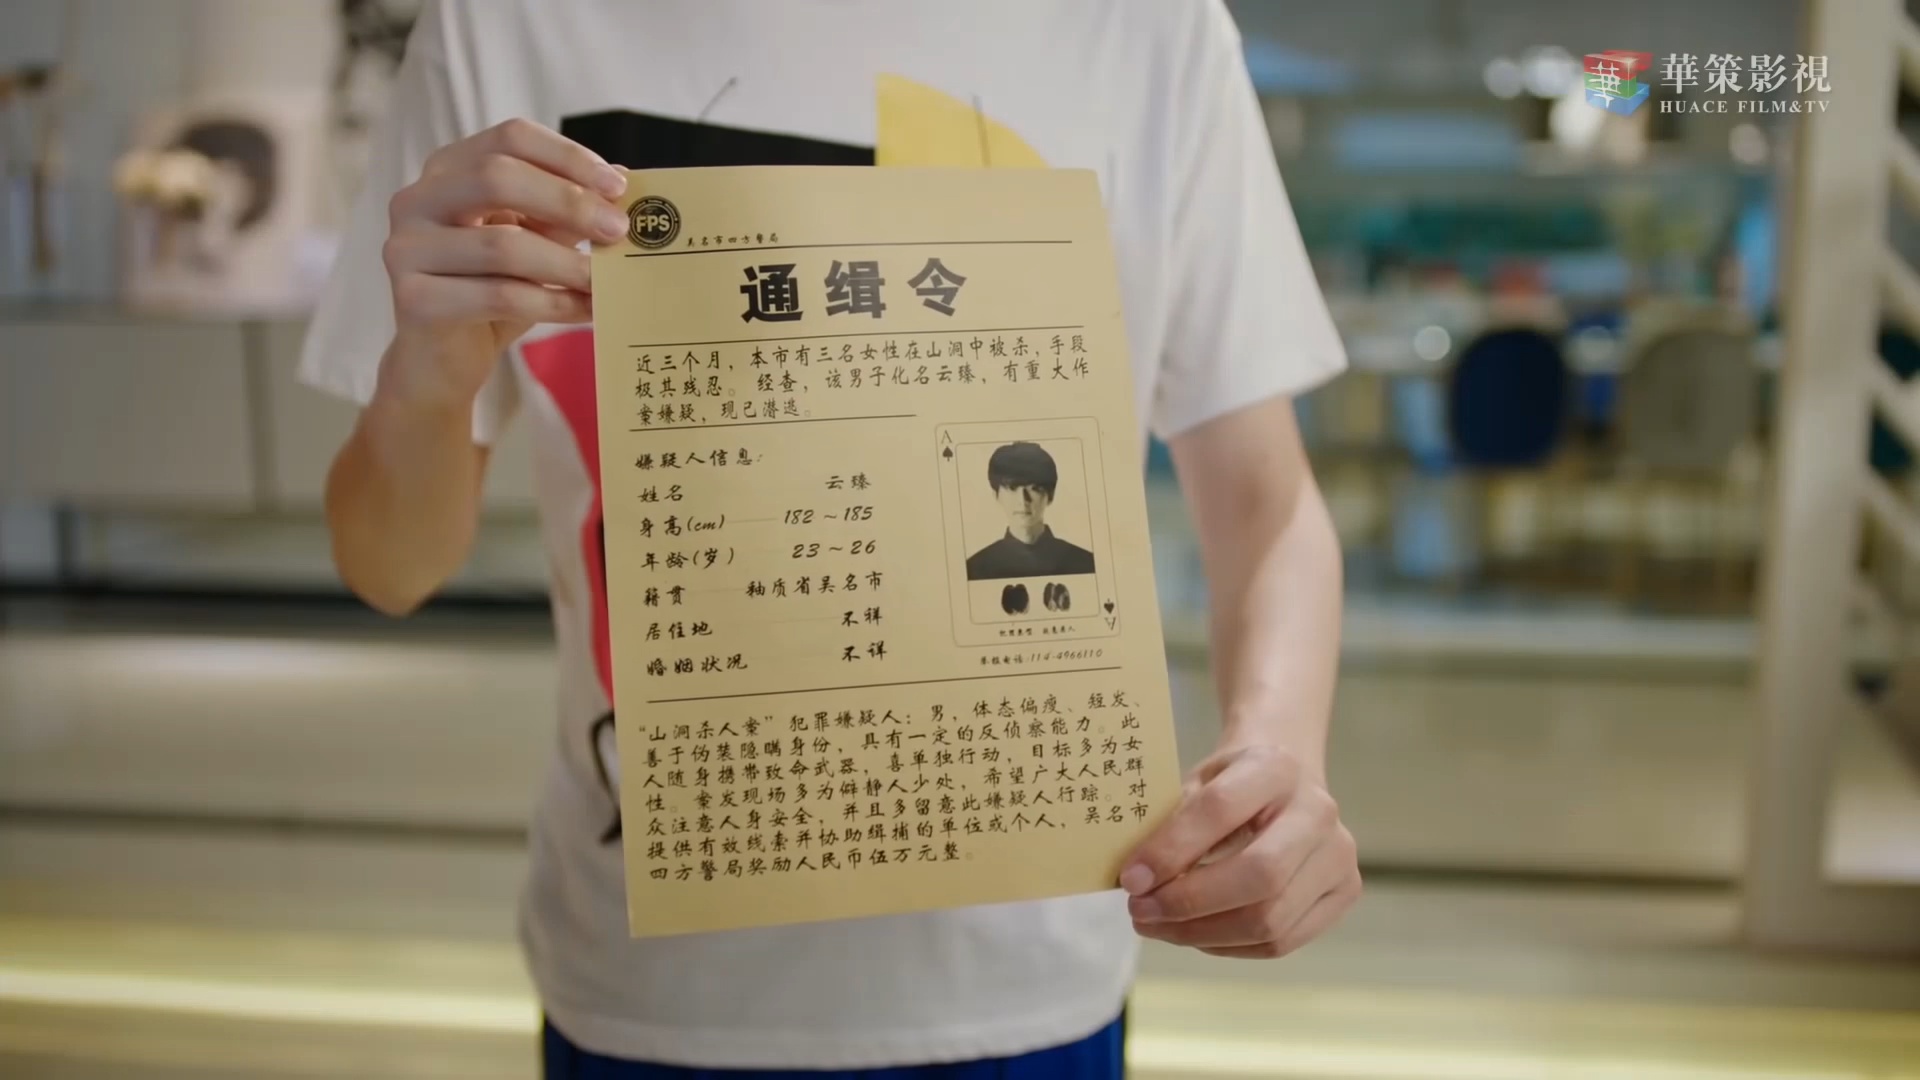 華策影視
HUACE FILM&TV
FPS
吴名市四方警局
通缉令
近三个月，本市有三名女性在山洞中被杀，手段
极其残忍。经查，该男子化名云臻，有重大作
案嫌疑，现已潜逃。
嫌疑人信息：
姓名 云臻
身高(cm) 182～185
年龄(岁) 23～26
籍贯 釉质省吴名市
居住地 不祥
婚姻状况 不详
A
A
举报电话:114-4966110
“山洞杀人案”犯罪嫌疑人：男，体态偏瘦、短发、
善于伪装隐瞒身份，具有一定的反侦察能力。此
人随身携带致命武器，喜单独行动，目标多为女
性。案发现场多为僻静人少处，希望广大人民群
众注意人身安全，并且多留意此嫌疑人行踪。对
提供有效线索并协助缉捕的单位或个人，吴名市
四方警局奖励人民币伍万元整。